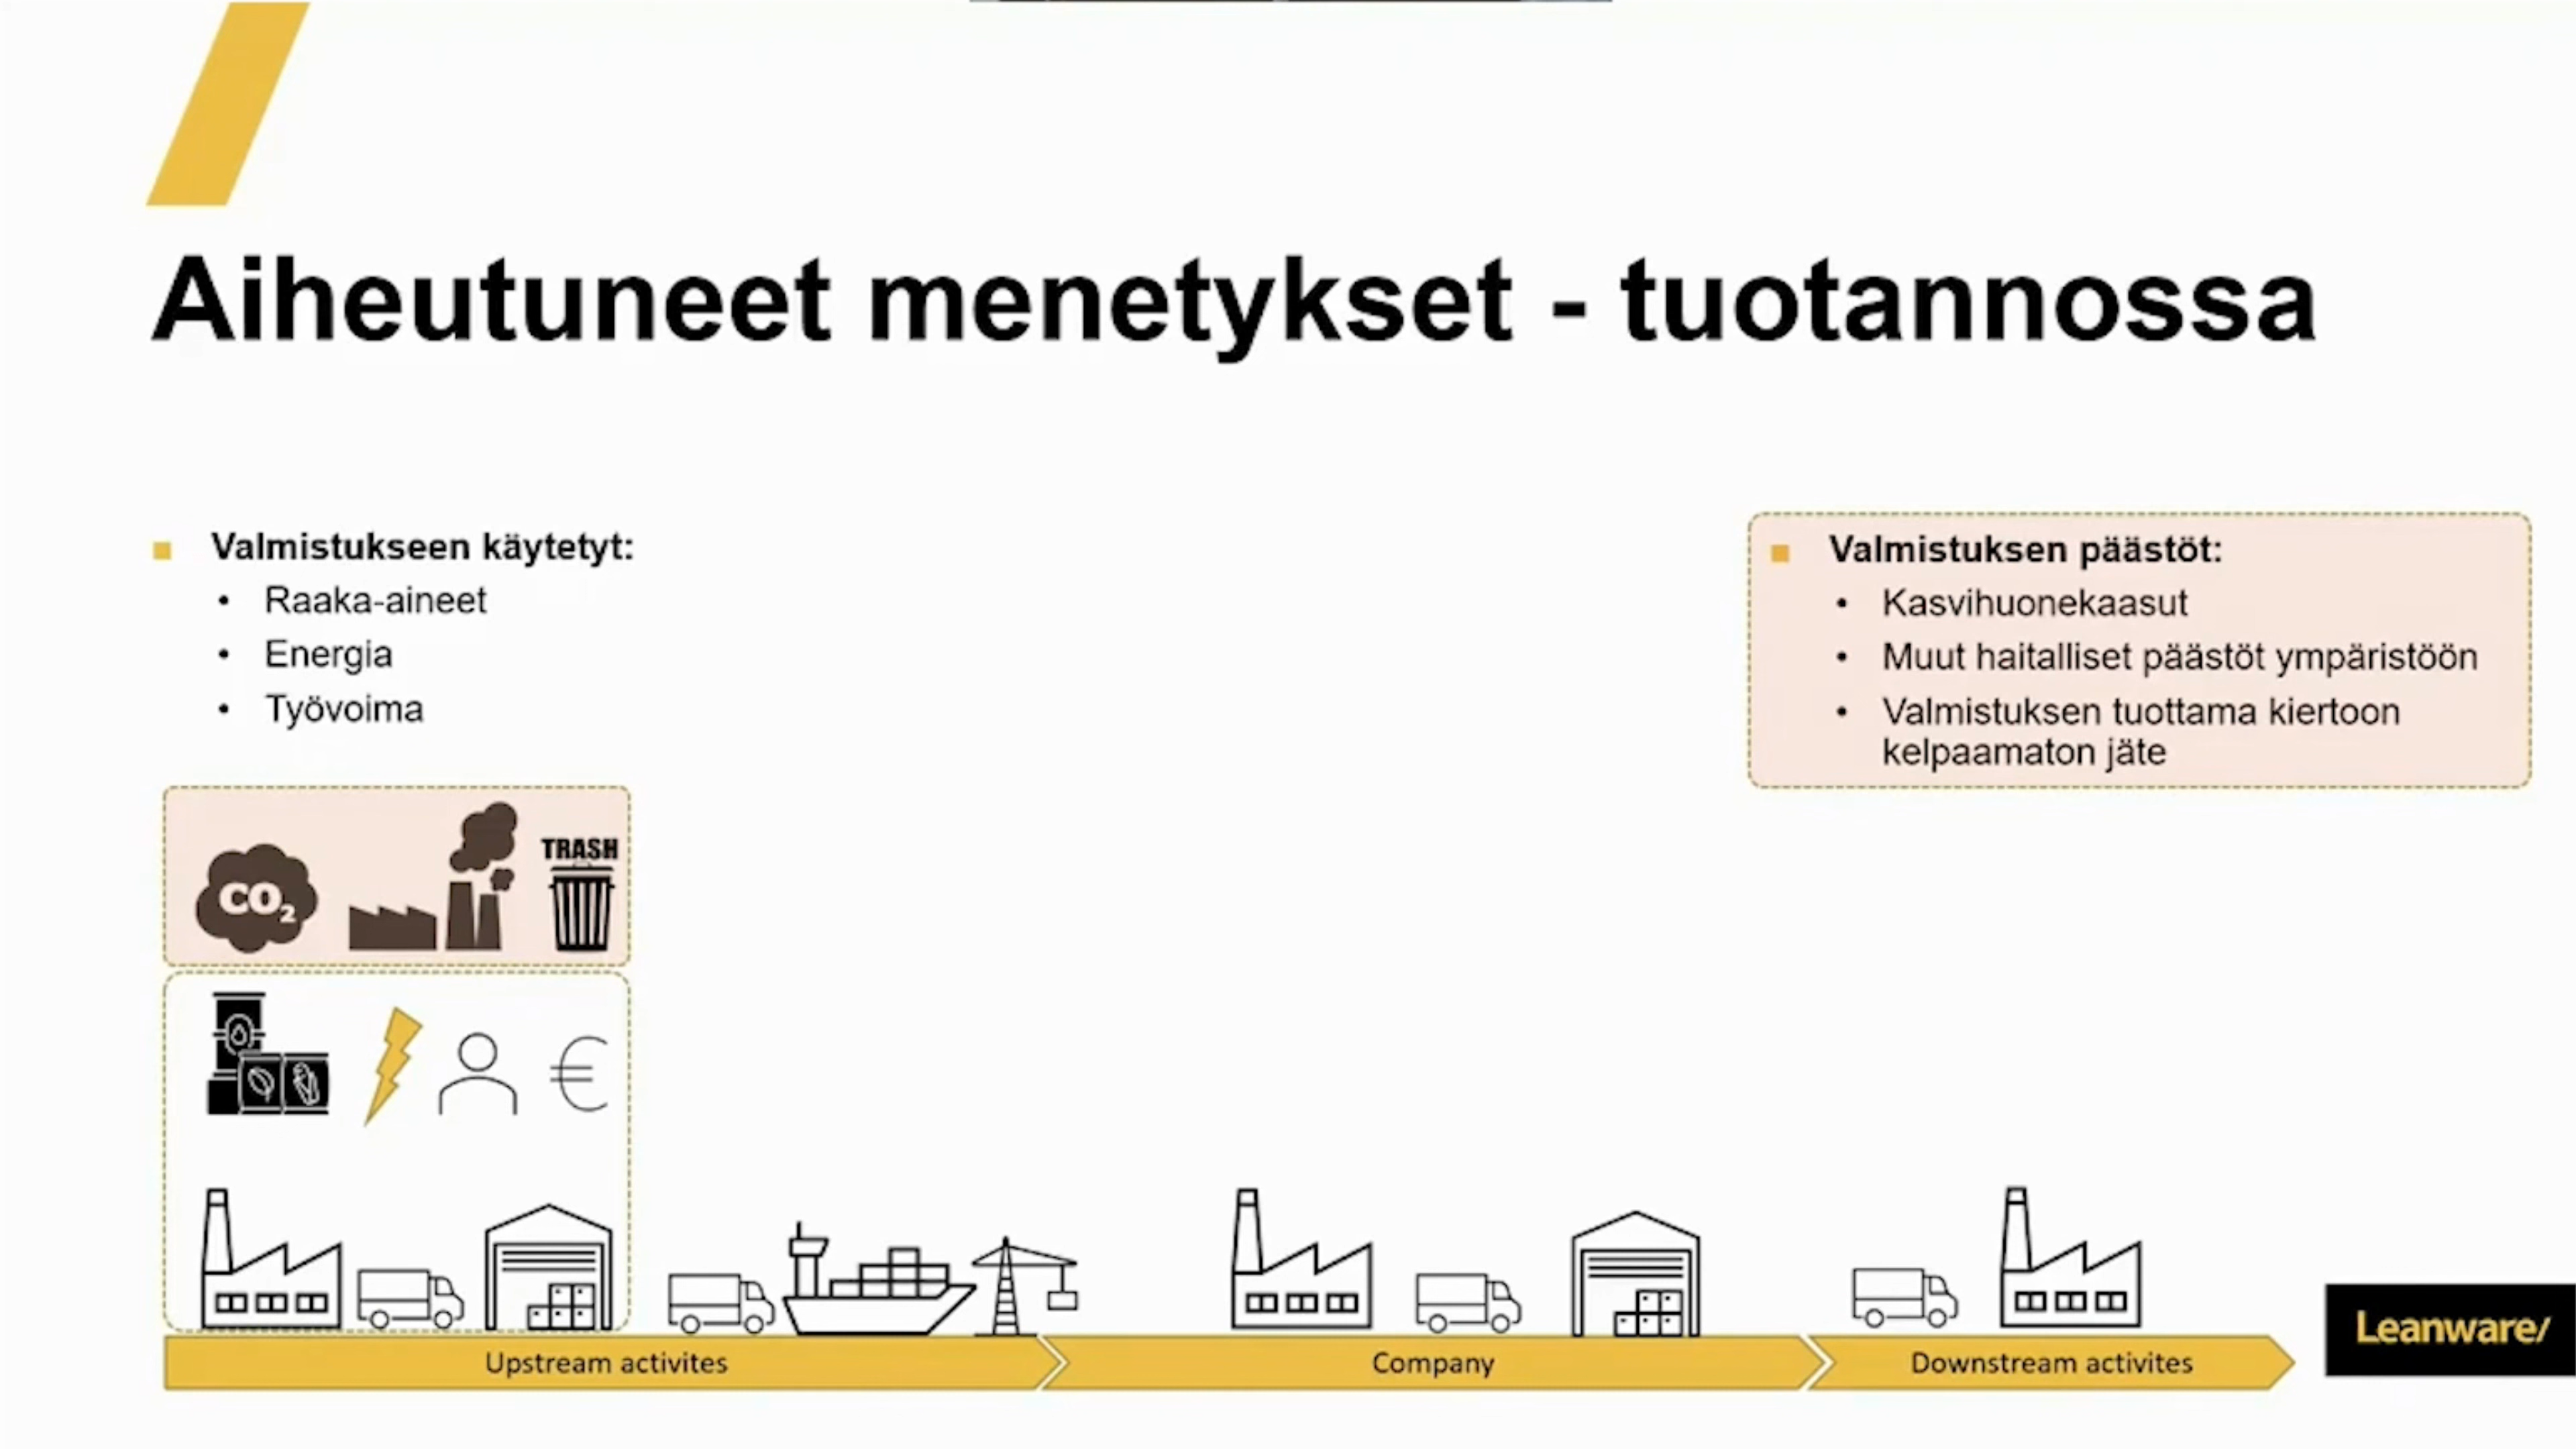 Aiheutuneet menetykset - tuotannossa
Valmistukseen käytetyt:
• Raaka-aineet
• Energia
• Työvoima
Valmistuksen päästöt:
• Kasvihuonekaasut
• Muut haitalliset päästöt ympäristöön
• Valmistuksen tuottama kiertoon
kelpaamaton jäte
CO₂
TRASH
€
Upstream activites
Company
Downstream activites
Leanware/